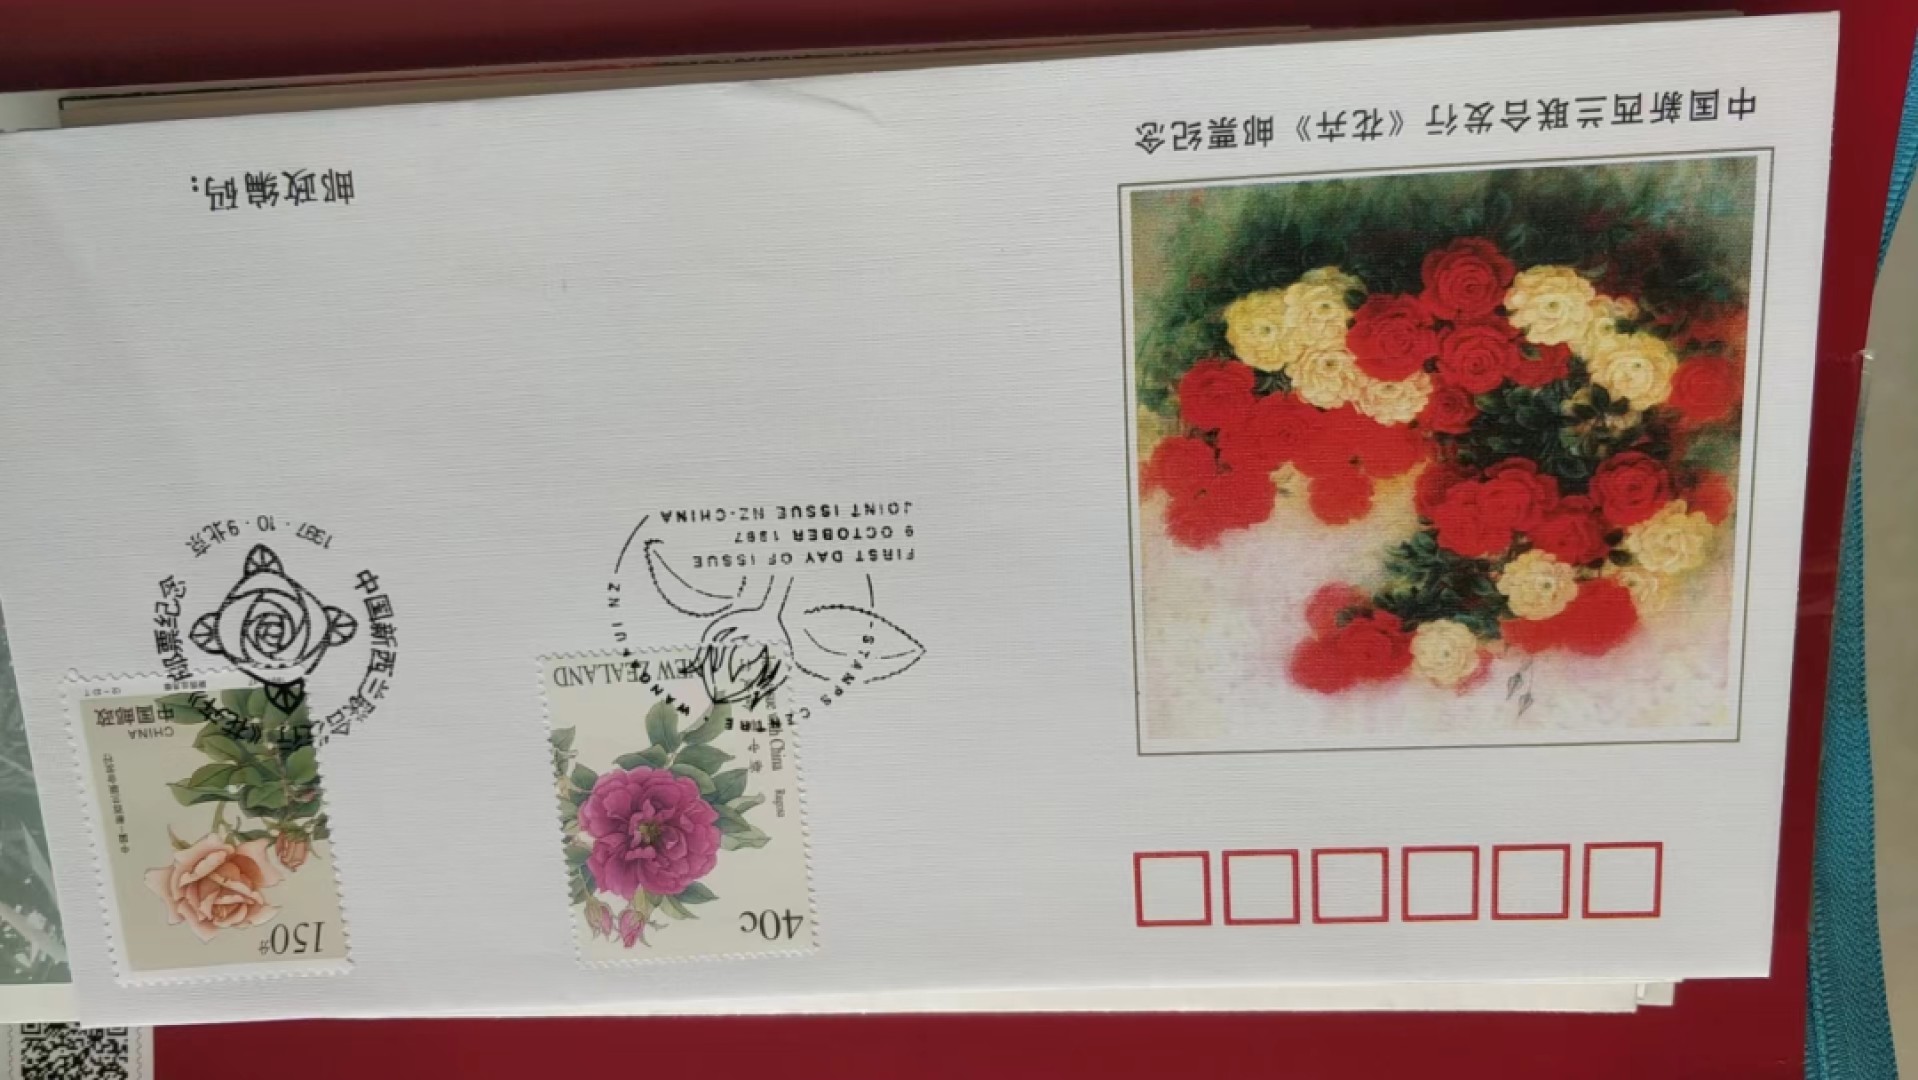 中国新西兰联合发行《花卉》邮票纪念
40c
NEW ZEALAND
China
Rugosa
STAMPS CENTRE · WANGANUI NZ
FIRST DAY OF ISSUE
9 OCTOBER 1997
JOINT ISSUE NZ-CHINA
150分
中国邮政
CHINA
中国新西兰联合发行《花卉》邮票纪念
1997·10·9北京
邮政编码: